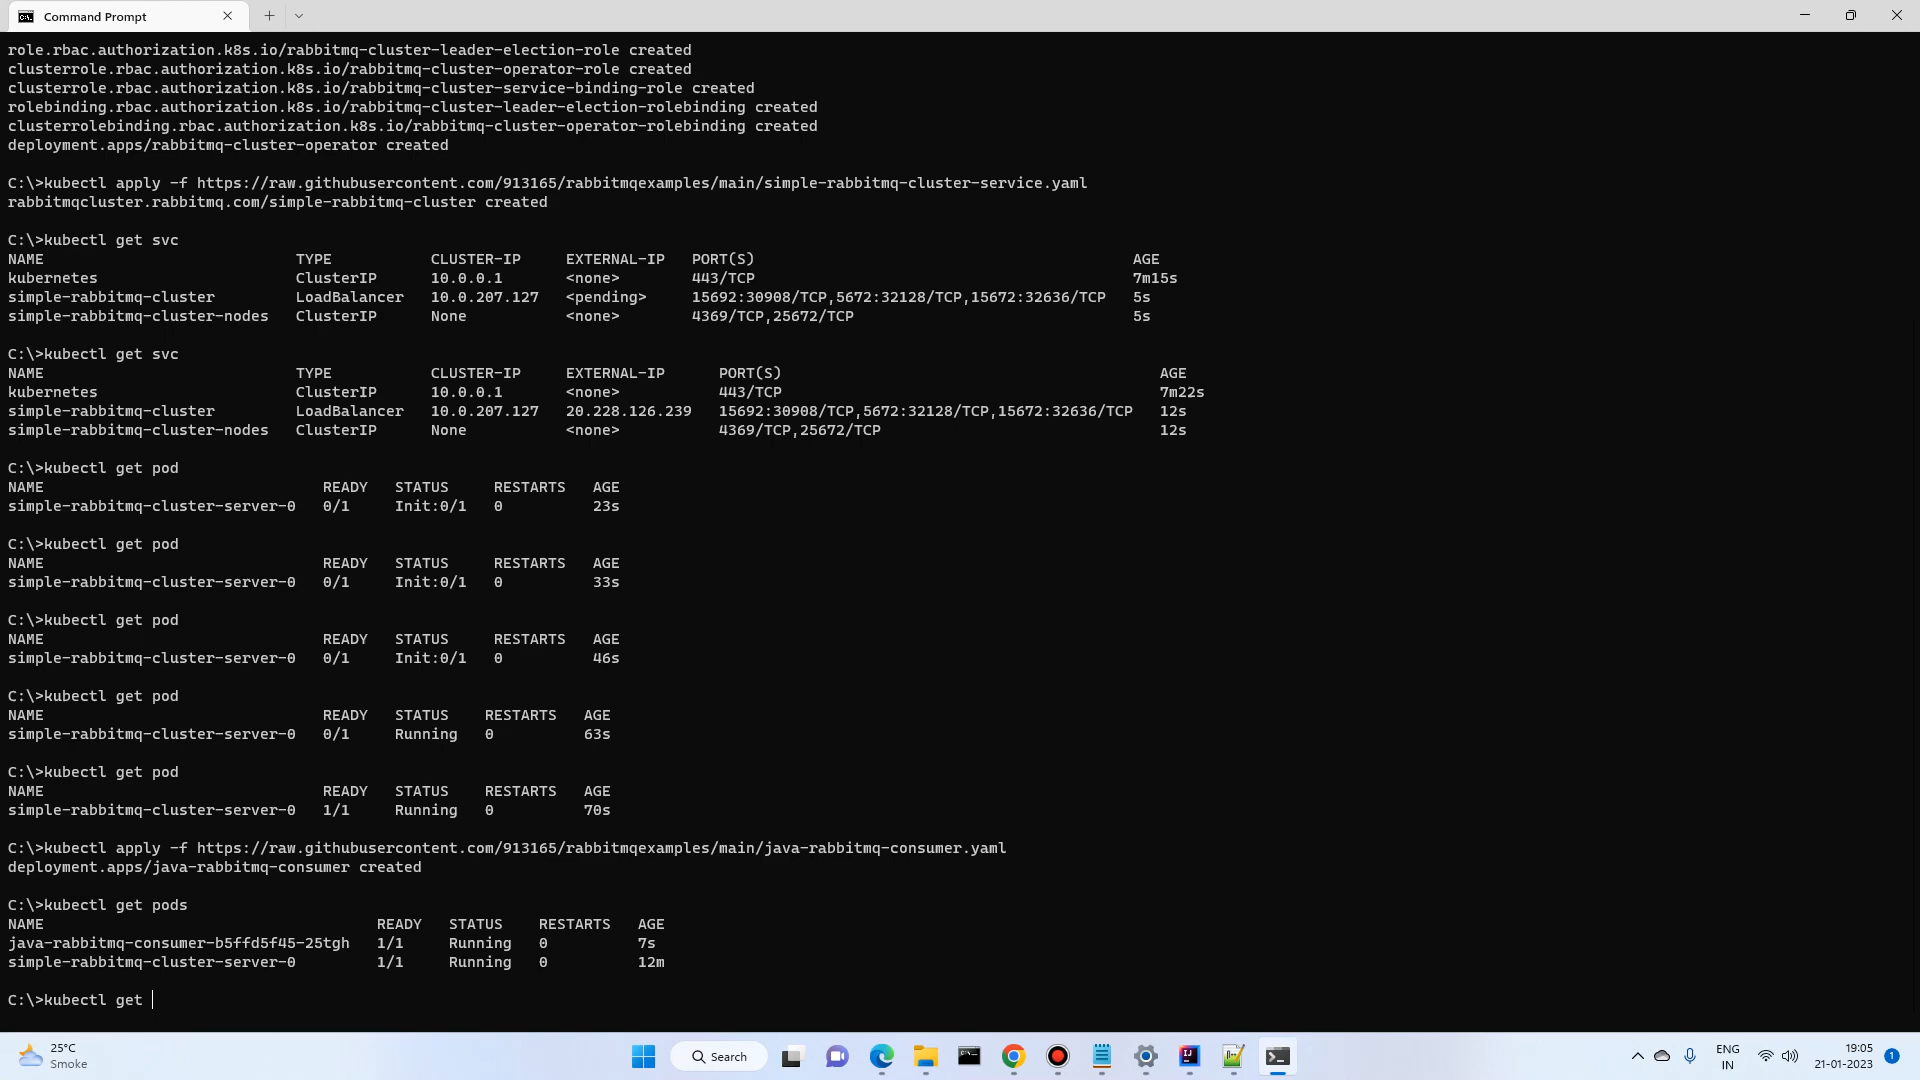 Command Prompt
role.rbac.authorization.k8s.io/rabbitmq-cluster-leader-election-role created
clusterrole.rbac.authorization.k8s.io/rabbitmq-cluster-operator-role created
clusterrole.rbac.authorization.k8s.io/rabbitmq-cluster-service-binding-role created
rolebinding.rbac.authorization.k8s.io/rabbitmq-cluster-leader-election-rolebinding created
clusterrolebinding.rbac.authorization.k8s.io/rabbitmq-cluster-operator-rolebinding created
deployment.apps/rabbitmq-cluster-operator created
C:\>kubectl apply -f https://raw.githubusercontent.com/913165/rabbitmqexamples/main/simple-rabbitmq-cluster-service.yaml
rabbitmqcluster.rabbitmq.com/simple-rabbitmq-cluster created
C:\>kubectl get svc
NAME TYPE CLUSTER-IP EXTERNAL-IP PORT(S) AGE
kubernetes ClusterIP 10.0.0.1 <none> 443/TCP 7m15s
simple-rabbitmq-cluster LoadBalancer 10.0.207.127 <pending> 15692:30908/TCP,5672:32128/TCP,15672:32636/TCP 5s
simple-rabbitmq-cluster-nodes ClusterIP None <none> 4369/TCP,25672/TCP 5s
C:\>kubectl get svc
NAME TYPE CLUSTER-IP EXTERNAL-IP PORT(S) AGE
kubernetes ClusterIP 10.0.0.1 <none> 443/TCP 7m22s
simple-rabbitmq-cluster LoadBalancer 10.0.207.127 20.228.126.239 15692:30908/TCP,5672:32128/TCP,15672:32636/TCP 12s
simple-rabbitmq-cluster-nodes ClusterIP None <none> 4369/TCP,25672/TCP 12s
C:\>kubectl get pod
NAME READY STATUS RESTARTS AGE
simple-rabbitmq-cluster-server-0 0/1 Init:0/1 0 23s
C:\>kubectl get pod
NAME READY STATUS RESTARTS AGE
simple-rabbitmq-cluster-server-0 0/1 Init:0/1 0 33s
C:\>kubectl get pod
NAME READY STATUS RESTARTS AGE
simple-rabbitmq-cluster-server-0 0/1 Init:0/1 0 46s
C:\>kubectl get pod
NAME READY STATUS RESTARTS AGE
simple-rabbitmq-cluster-server-0 0/1 Running 0 63s
C:\>kubectl get pod
NAME READY STATUS RESTARTS AGE
simple-rabbitmq-cluster-server-0 1/1 Running 0 70s
C:\>kubectl apply -f https://raw.githubusercontent.com/913165/rabbitmqexamples/main/java-rabbitmq-consumer.yaml
deployment.apps/java-rabbitmq-consumer created
C:\>kubectl get pods
NAME READY STATUS RESTARTS AGE
java-rabbitmq-consumer-b5ffd5f45-25tgh 1/1 Running 0 7s
simple-rabbitmq-cluster-server-0 1/1 Running 0 12m
C:\>kubectl get
25°C
Smoke
Search
ENG
IN
19:05
21-01-2023
1